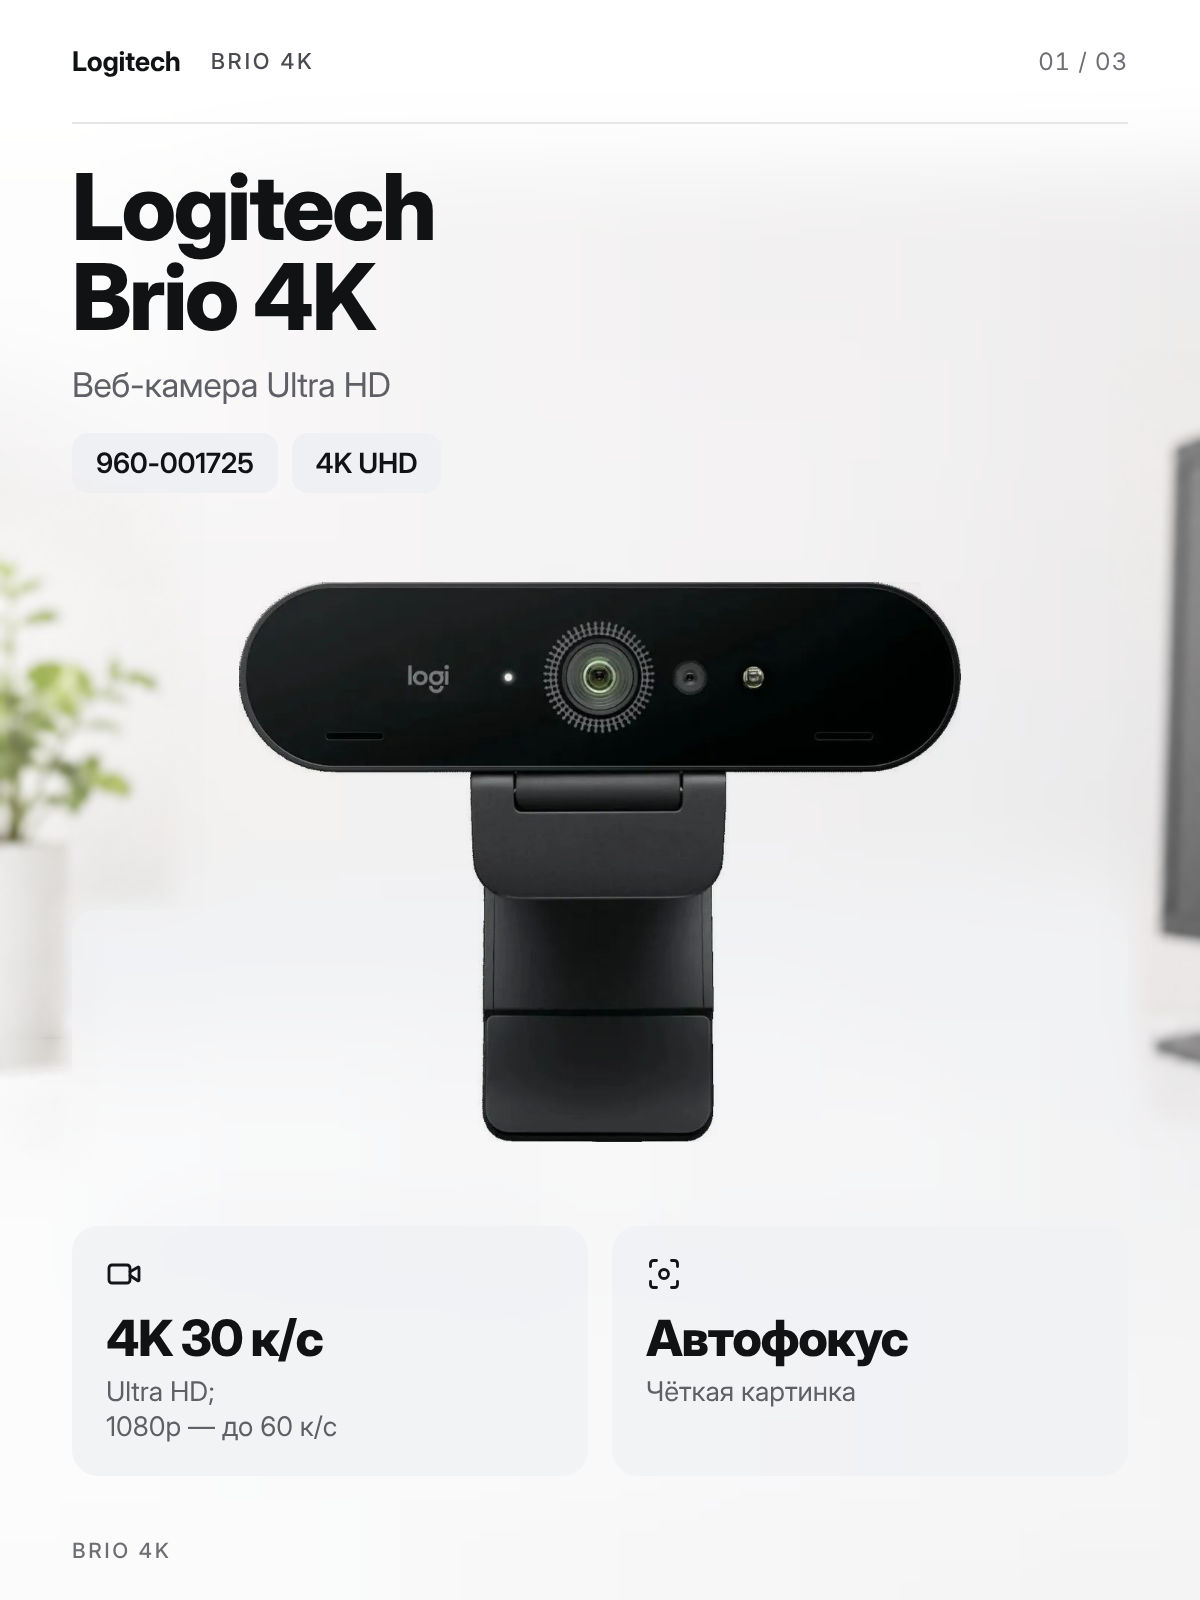 Logitech BRIO 4K 01 / 03
Logitech
Brio 4K
Веб-камера Ultra HD
960-001725 4K UHD
logi
4K 30 к/с
Ultra HD;
1080p — до 60 к/с
Автофокус
Чёткая картинка
BRIO 4K